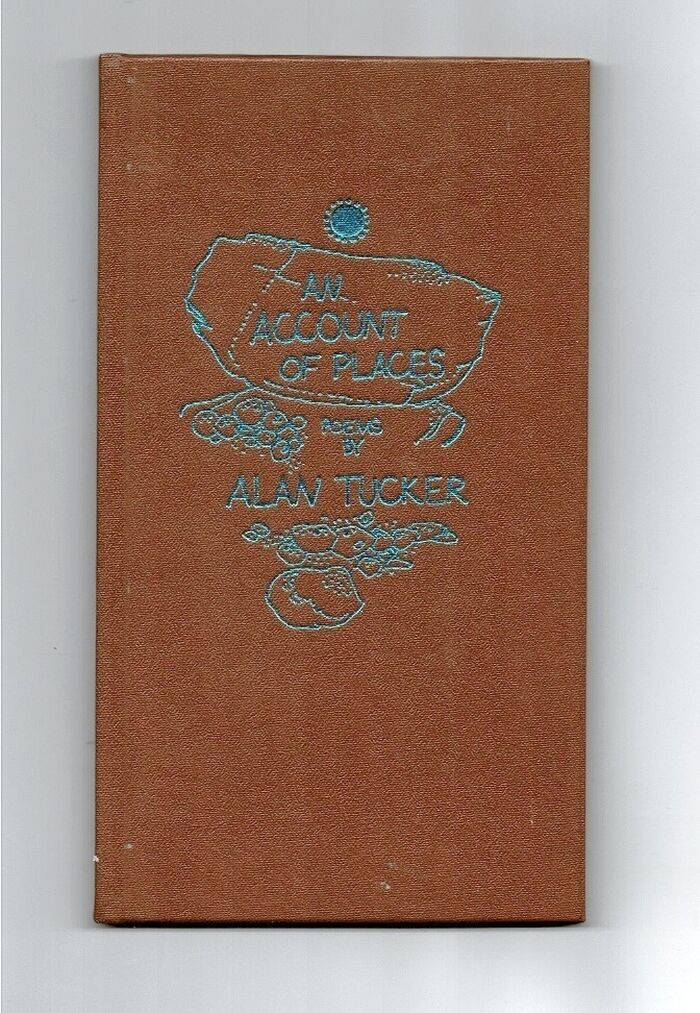 AN
ACCOUNT
OF PLACES
POEMS
BY
ALAN TUCKER